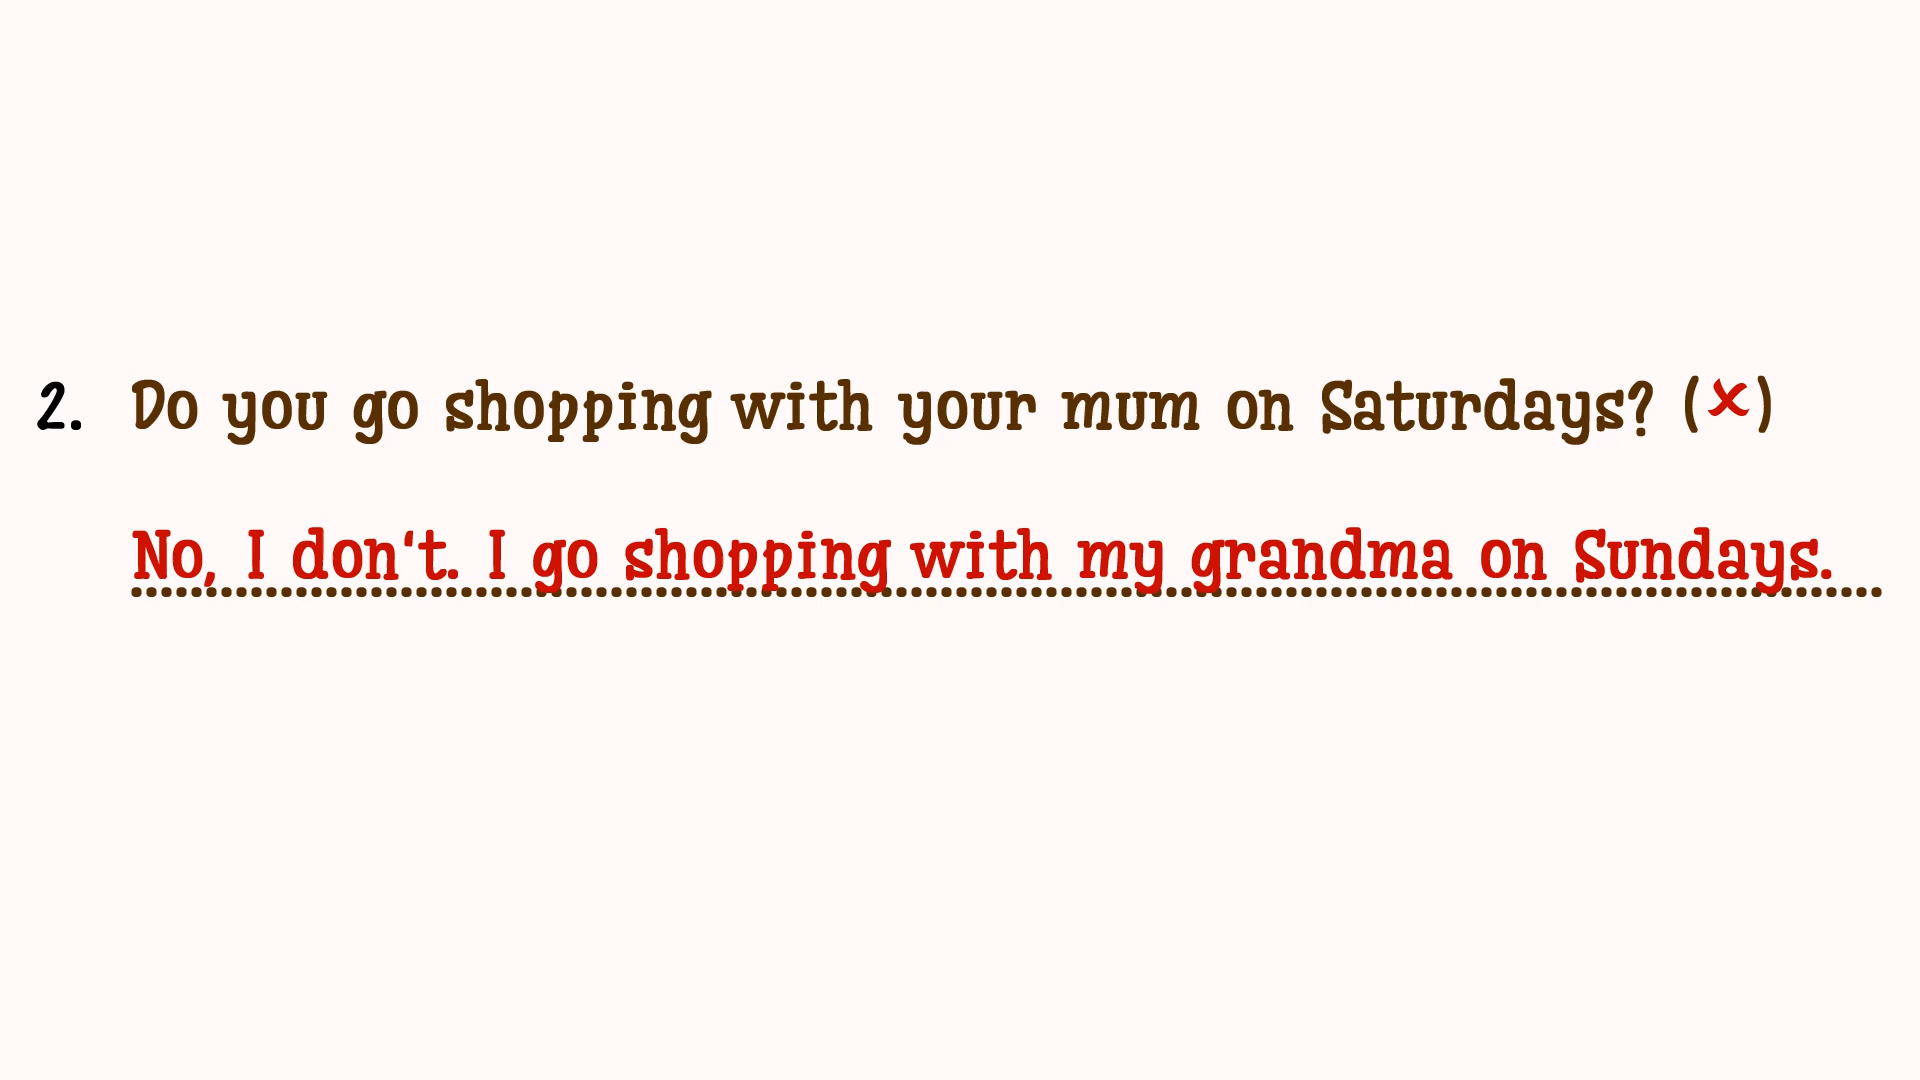 2. Do you go shopping with your mum on Saturdays? (✗)
No, I don‘t. I go shopping with my grandma on Sundays.